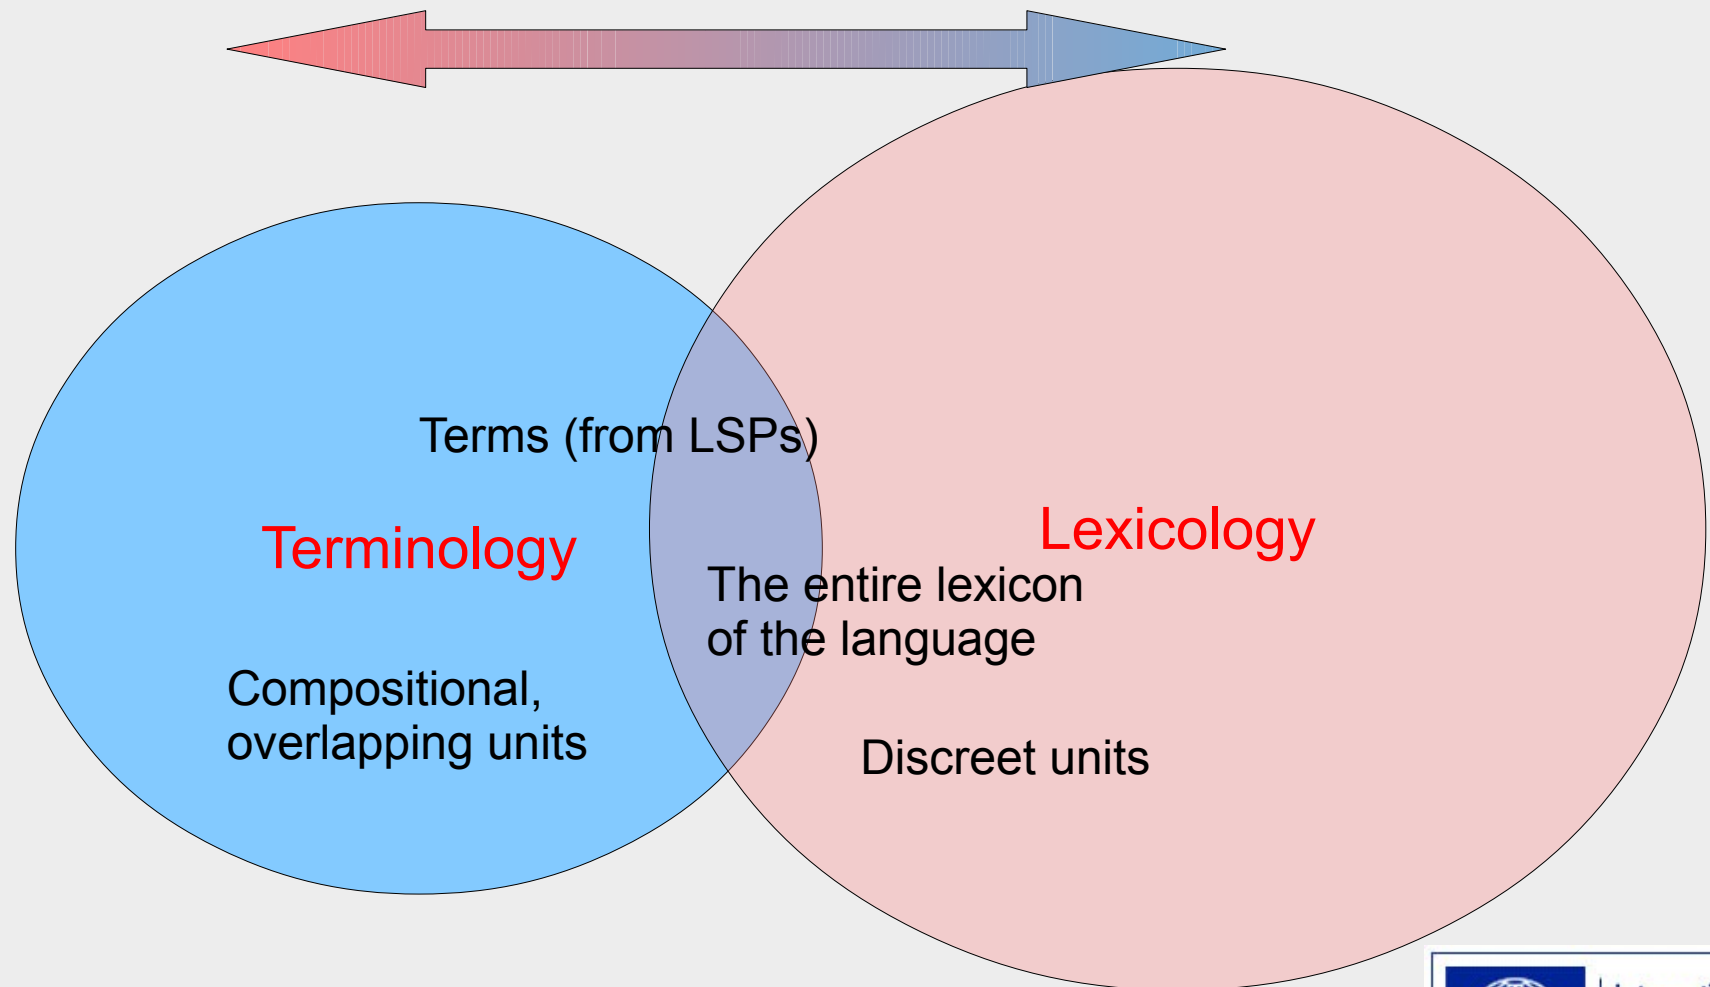 Terms (from LSPs)
Terminology
Lexicology
The entire lexicon
of the language
Compositional,
overlapping units
Discreet units